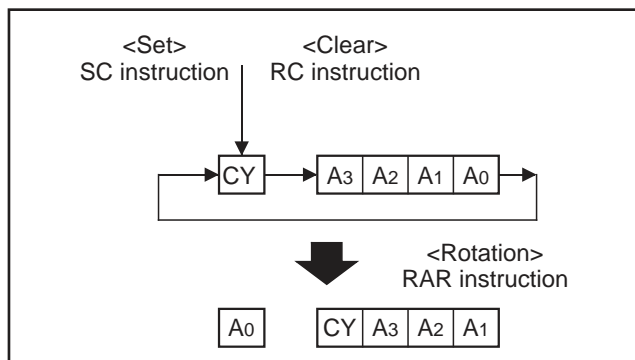 <Set> <Clear>
SC instruction RC instruction
CY A3 A2 A1 A0
<Rotation>
RAR instruction
A0 CY A3 A2 A1